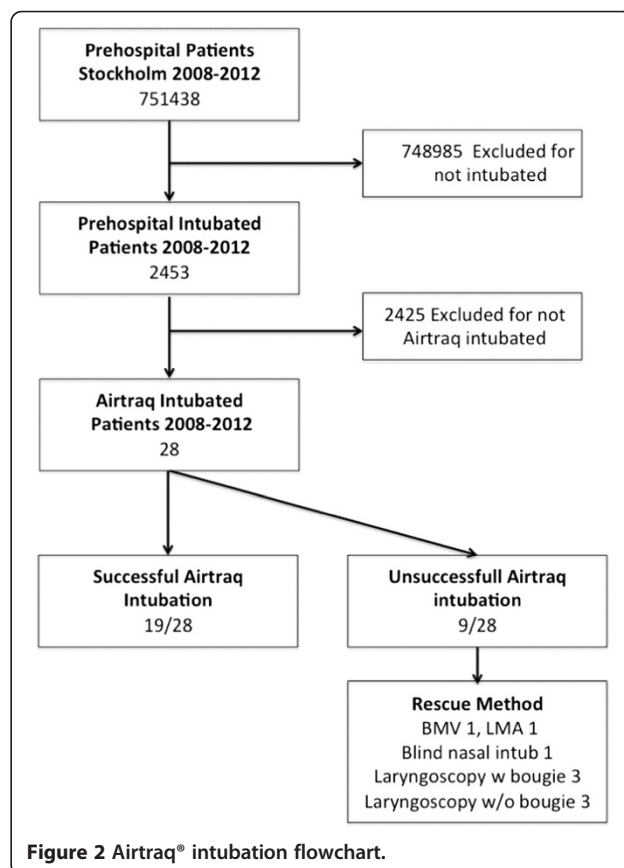 Prehospital Patients
Stockholm 2008-2012
751438
748985 Excluded for
not intubated
Prehospital Intubated
Patients 2008-2012
2453
2425 Excluded for not
Airtraq intubated
Airtraq Intubated
Patients 2008-2012
28
Successful Airtraq
Intubation
19/28
Unsuccessfull Airtraq
intubation
9/28
Rescue Method
BMV 1, LMA 1
Blind nasal intub 1
Laryngoscopy w bougie 3
Laryngoscopy w/o bougie 3
Figure 2 Airtraq® intubation flowchart.